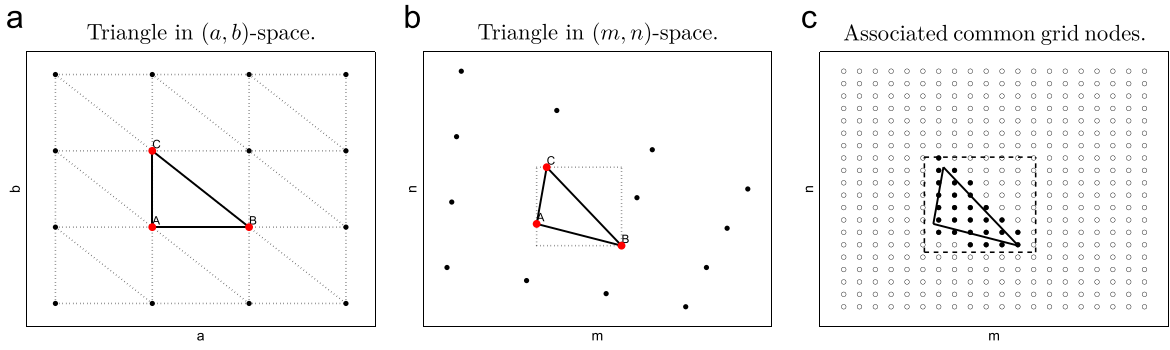 a
Triangle in (a, b)-space.
C
A
B
b
a
b
Triangle in (m, n)-space.
C
A
B
n
m
c
Associated common grid nodes.
n
m